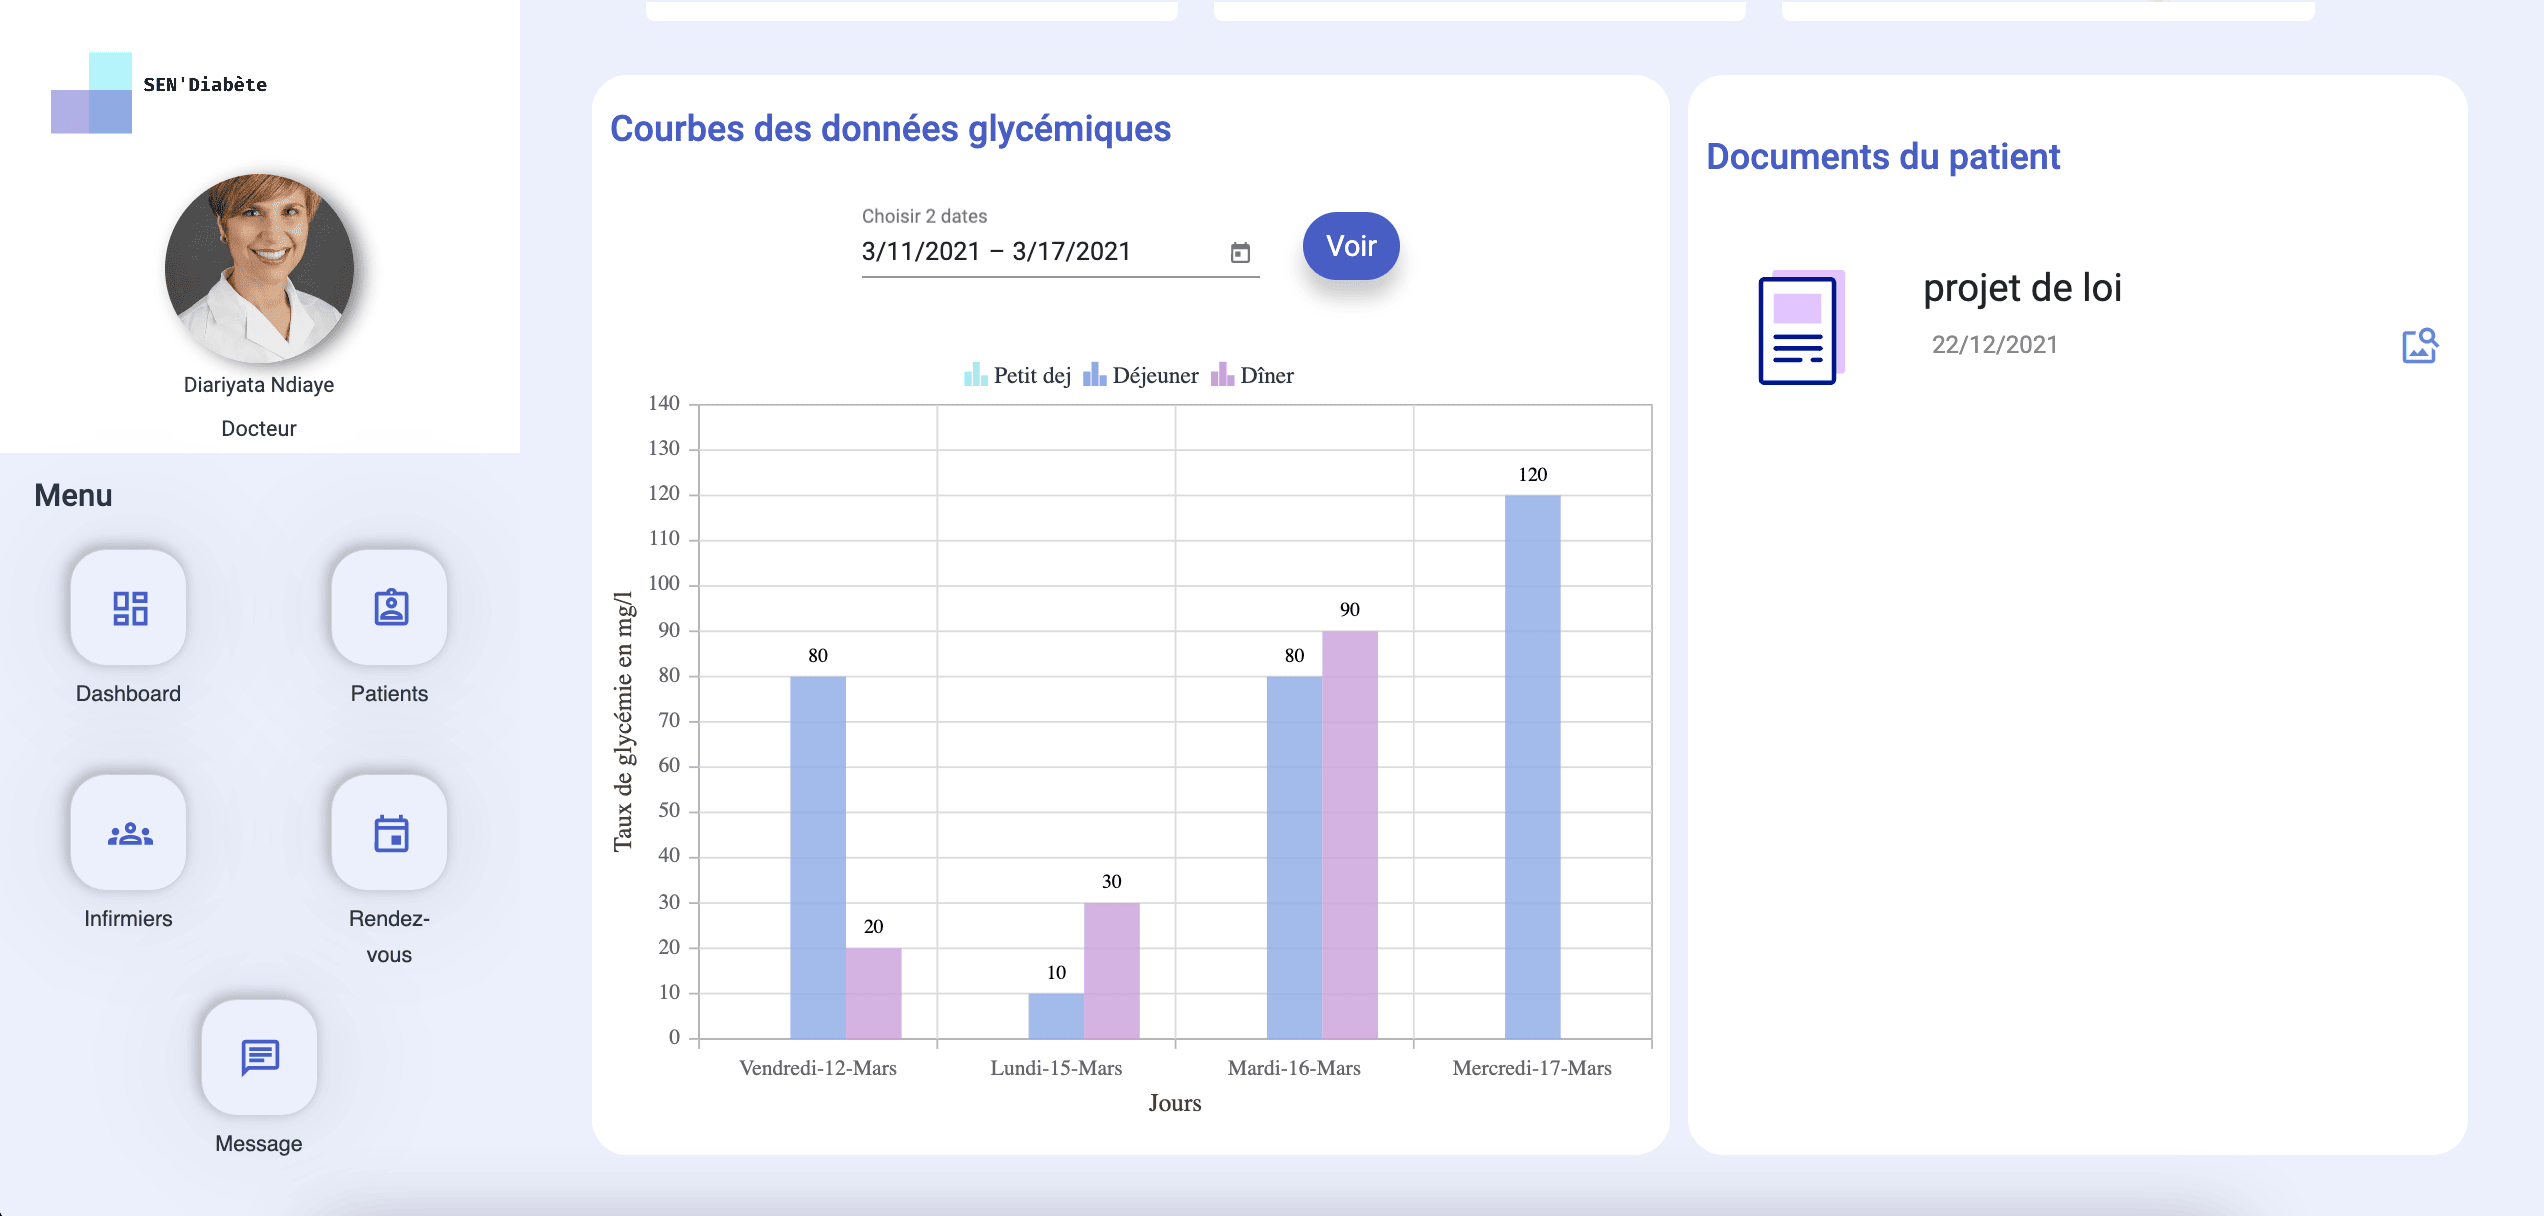 SEN'Diabète
Diariyata Ndiaye
Docteur
Menu
Dashboard
Patients
Infirmiers
Rendez-
vous
Message
Courbes des données glycémiques
Choisir 2 dates
3/11/2021 – 3/17/2021
Voir
Petit dej Déjeuner Dîner
Taux de glycémie en mg/l
140
130
120
110
100
90
80
70
60
50
40
30
20
10
0
80
20
10
30
80
90
120
Vendredi-12-Mars Lundi-15-Mars Mardi-16-Mars Mercredi-17-Mars
Jours
Documents du patient
projet de loi
22/12/2021